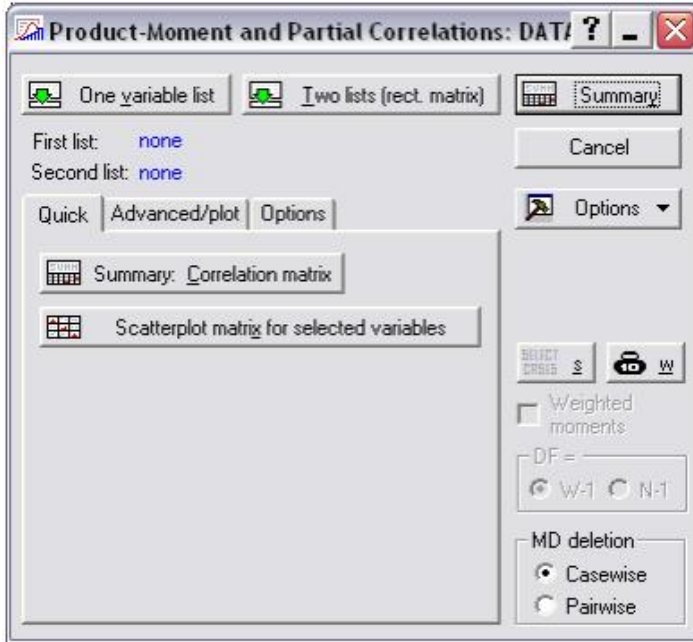 Product-Moment and Partial Correlations: DATA
One variable list
Two lists (rect. matrix)
Summary
First list: none
Cancel
Second list: none
Quick
Advanced/plot
Options
Options
Summary: Correlation matrix
Scatterplot matrix for selected variables
SELECT
CASES
S
W
Weighted
moments
DF =
W-1
N-1
MD deletion
Casewise
Pairwise